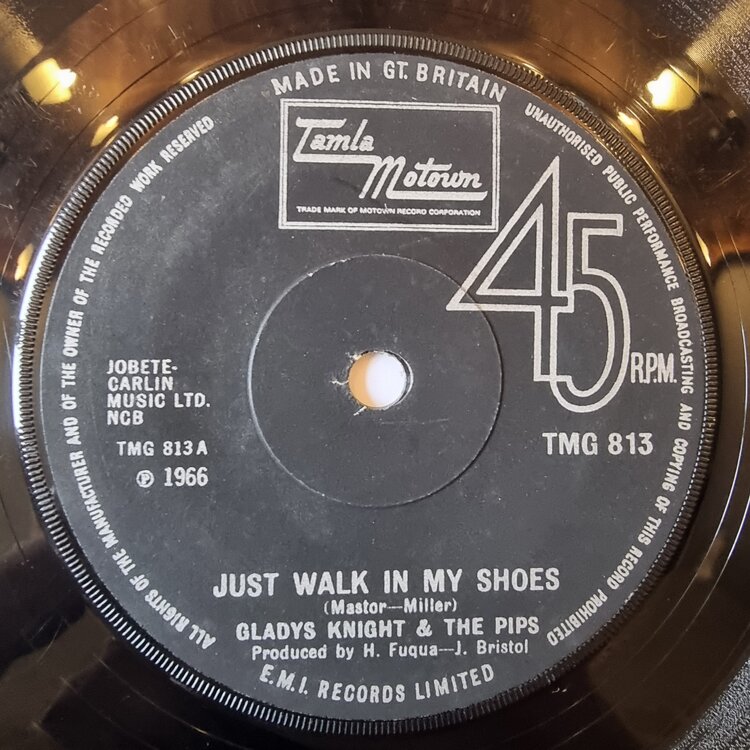 MADE IN GT. BRITAIN
UNAUTHORISED PUBLIC PERFORMANCE BROADCASTING AND COPYING OF THIS RECORD PROHIBITED
ALL RIGHTS OF THE MANUFACTURER AND OF THE OWNER OF THE RECORDED WORK RESERVED
Tamla
Motown
TRADE MARK OF MOTOWN RECORD CORPORATION
45
R.P.M.
JOBETE-
CARLIN
MUSIC LTD.
NCB
TMG 813 A
℗ 1966
TMG 813
JUST WALK IN MY SHOES
(Mastor—Miller)
GLADYS KNIGHT & THE PIPS
Produced by H. Fuqua—J. Bristol
E.M.I. RECORDS LIMITED